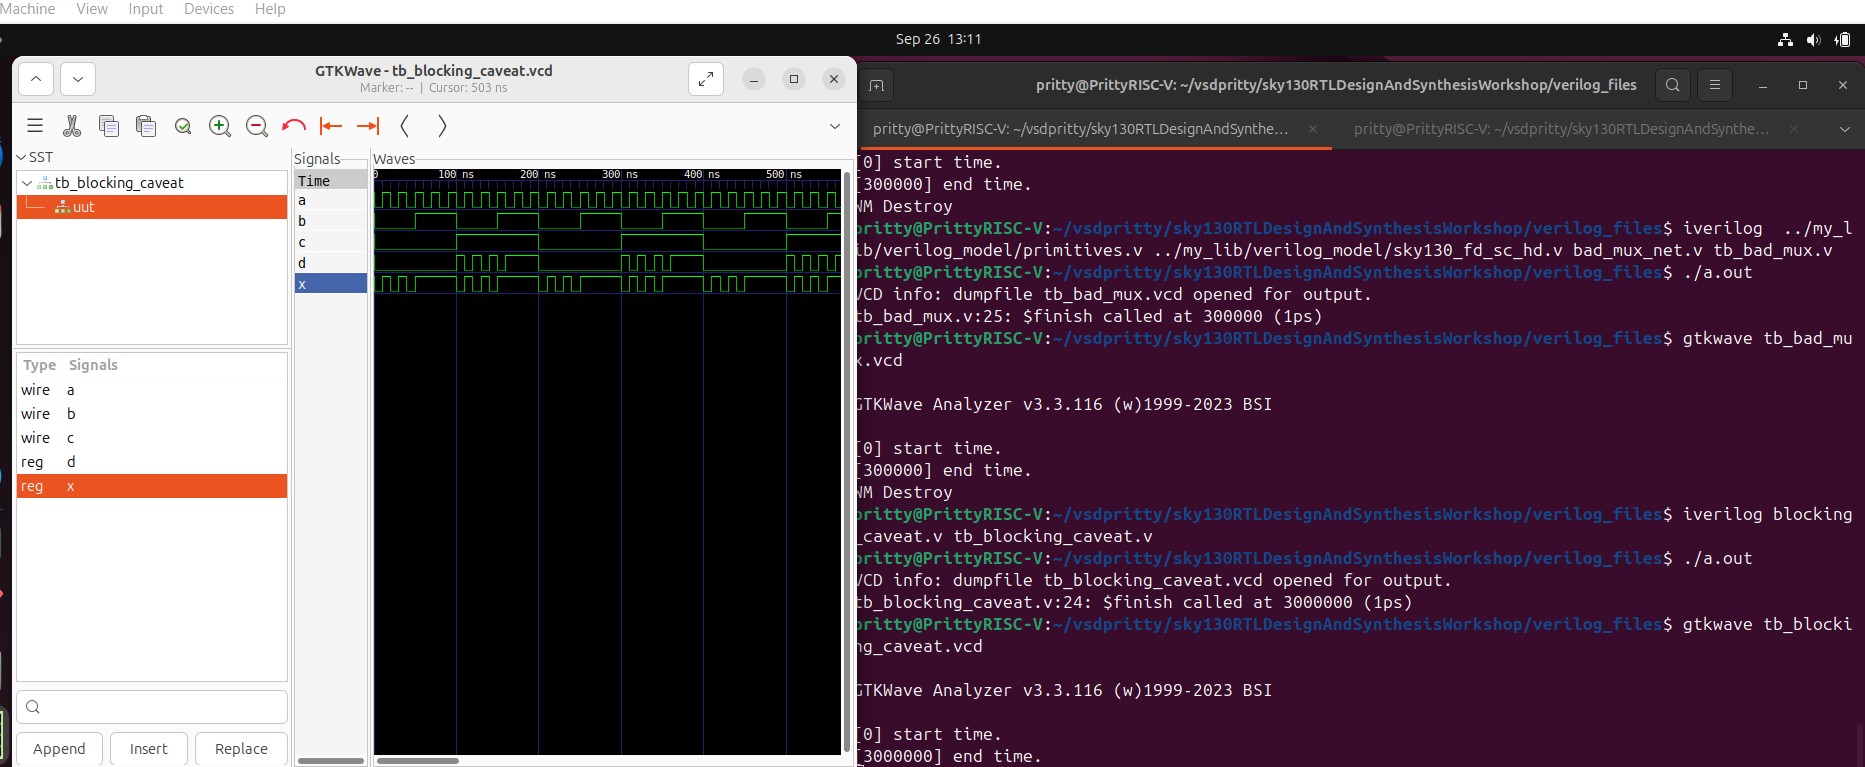 Machine View Input Devices Help
Sep 26 13:11
GTKWave - tb_blocking_caveat.vcd
Marker: -- | Cursor: 503 ns
SST
tb_blocking_caveat
uut
Type Signals
wire a
wire b
wire c
reg d
reg x
Append Insert Replace
Signals
Time
a
b
c
d
x
Waves
0 100 ns 200 ns 300 ns 400 ns 500 ns
pritty@PrittyRISC-V: ~/vsdpritty/sky130RTLDesignAndSynthesisWorkshop/verilog_files
pritty@PrittyRISC-V: ~/vsdpritty/sky130RTLDesignAndSynthe...
pritty@PrittyRISC-V: ~/vsdpritty/sky130RTLDesignAndSynthe...
[0] start time.
[300000] end time.
WM Destroy
pritty@PrittyRISC-V:~/vsdpritty/sky130RTLDesignAndSynthesisWorkshop/verilog_files$ iverilog ../my_l
ib/verilog_model/primitives.v ../my_lib/verilog_model/sky130_fd_sc_hd.v bad_mux_net.v tb_bad_mux.v
pritty@PrittyRISC-V:~/vsdpritty/sky130RTLDesignAndSynthesisWorkshop/verilog_files$ ./a.out
VCD info: dumpfile tb_bad_mux.vcd opened for output.
tb_bad_mux.v:25: $finish called at 300000 (1ps)
pritty@PrittyRISC-V:~/vsdpritty/sky130RTLDesignAndSynthesisWorkshop/verilog_files$ gtkwave tb_bad_mu
x.vcd
GTKWave Analyzer v3.3.116 (w)1999-2023 BSI
[0] start time.
[300000] end time.
WM Destroy
pritty@PrittyRISC-V:~/vsdpritty/sky130RTLDesignAndSynthesisWorkshop/verilog_files$ iverilog blocking
_caveat.v tb_blocking_caveat.v
pritty@PrittyRISC-V:~/vsdpritty/sky130RTLDesignAndSynthesisWorkshop/verilog_files$ ./a.out
VCD info: dumpfile tb_blocking_caveat.vcd opened for output.
tb_blocking_caveat.v:24: $finish called at 3000000 (1ps)
pritty@PrittyRISC-V:~/vsdpritty/sky130RTLDesignAndSynthesisWorkshop/verilog_files$ gtkwave tb_blocki
ng_caveat.vcd
GTKWave Analyzer v3.3.116 (w)1999-2023 BSI
[0] start time.
[3000000] end time.